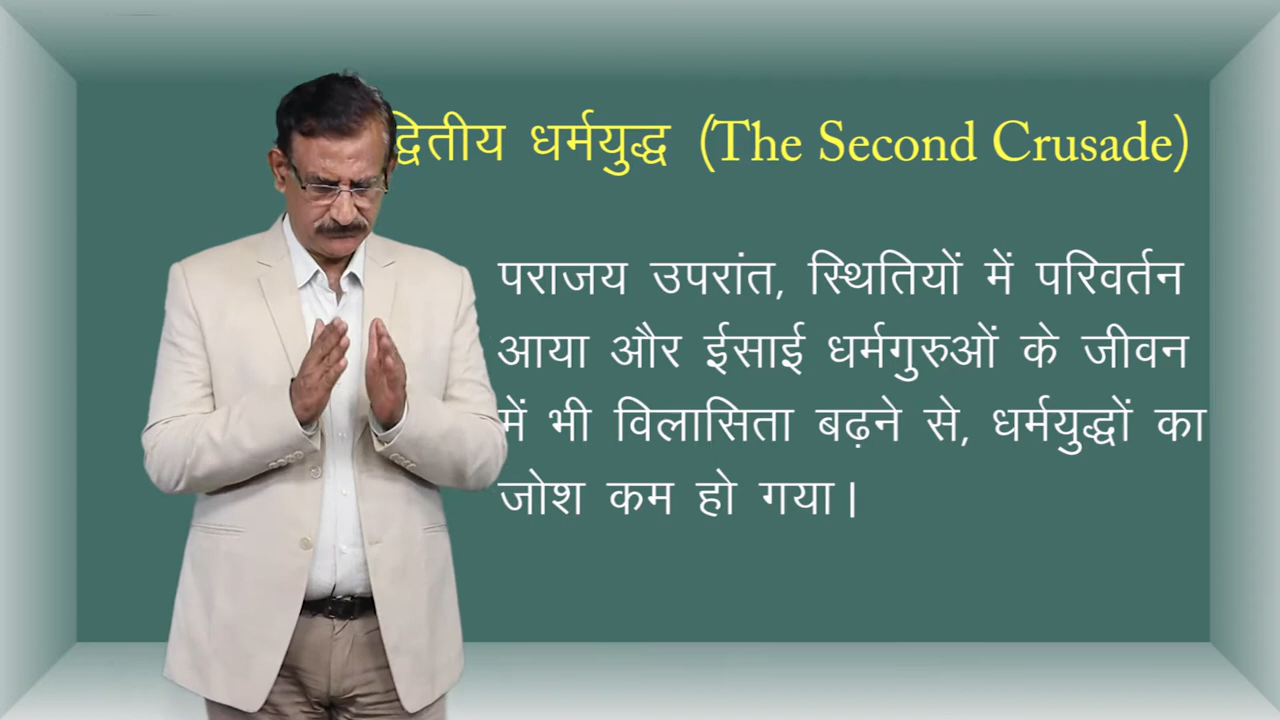 द्वितीय धर्मयुद्ध (The Second Crusade)
पराजय उपरांत, स्थितियों में परिवर्तन
आया और ईसाई धर्मगुरुओं के जीवन
में भी विलासिता बढ़ने से, धर्मयुद्धों का
जोश कम हो गया।